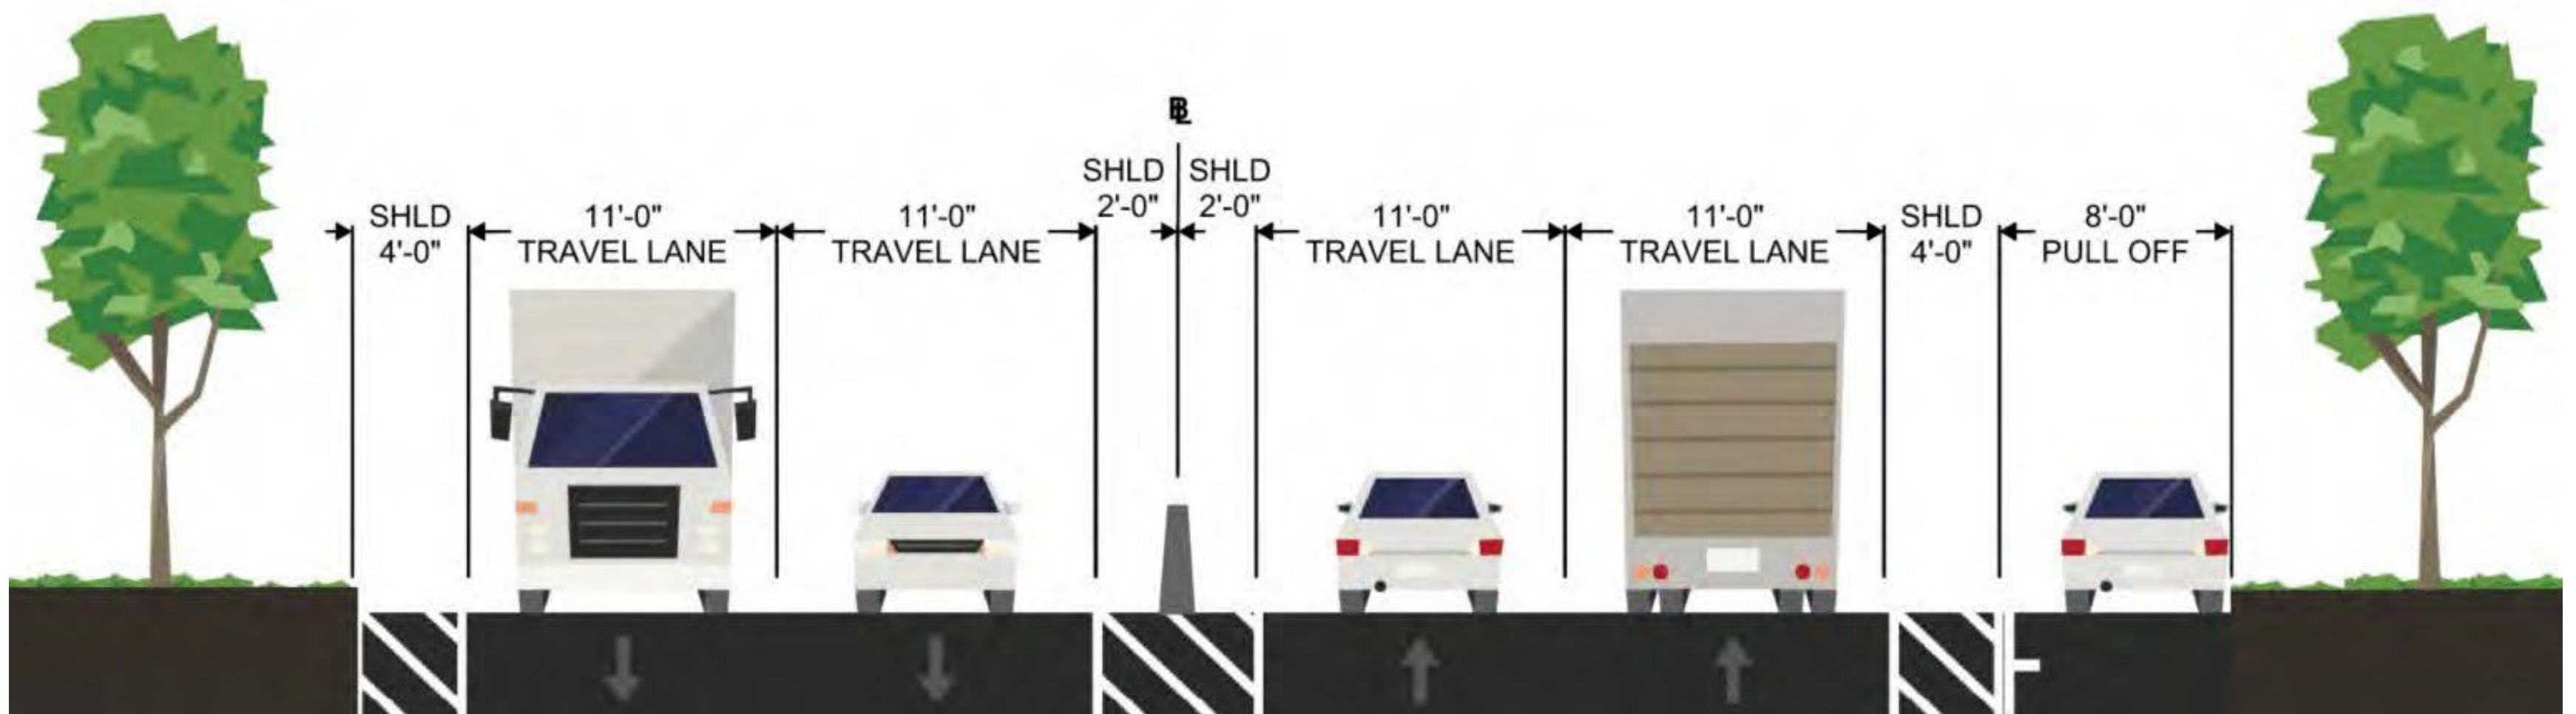 BL
SHLD
2'-0"
SHLD
2'-0"
SHLD
4'-0"
11'-0"
TRAVEL LANE
11'-0"
TRAVEL LANE
11'-0"
TRAVEL LANE
11'-0"
TRAVEL LANE
SHLD
4'-0"
8'-0"
PULL OFF